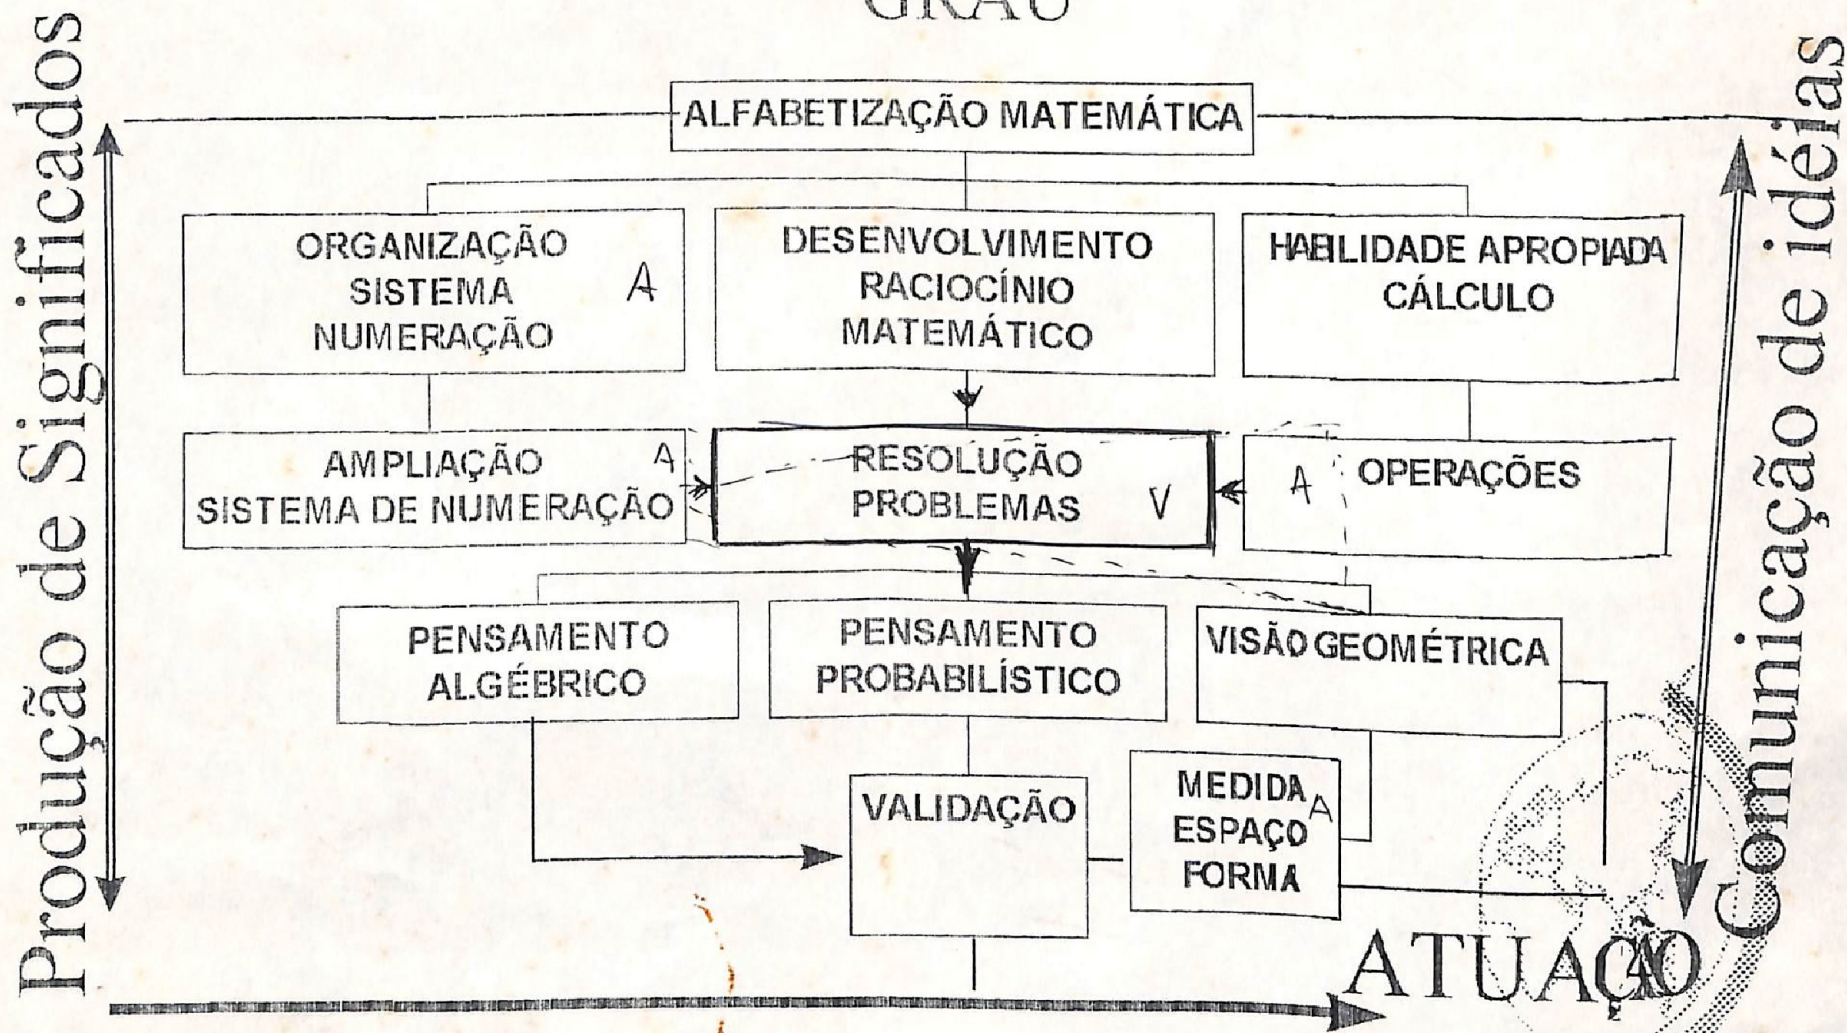 GRAU
Produção de Significados
ALFABETIZAÇÃO MATEMÁTICA
ORGANIZAÇÃO
SISTEMA
NUMERAÇÃO
A
DESENVOLVIMENTO
RACIOCÍNIO
MATEMÁTICO
HABILIDADE APROPIADA
CÁLCULO
AMPLIAÇÃO A
SISTEMA DE NUMERAÇÃO
RESOLUÇÃO
PROBLEMAS V
A OPERAÇÕES
PENSAMENTO
ALGÉBRICO
PENSAMENTO
PROBABILÍSTICO
VISÃO GEOMÉTRICA
VALIDAÇÃO
MEDIDA A
ESPAÇO
FORMA
ATUAÇÃO
Comunicação de idéias